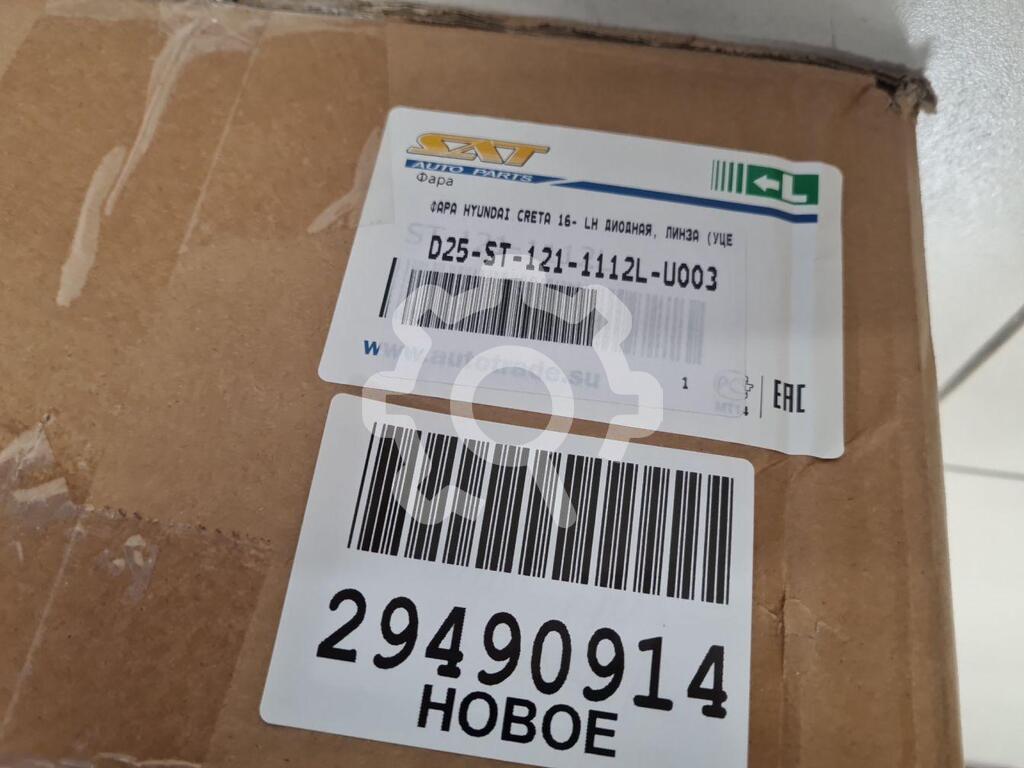 SAT
AUTO PARTS
Фара
L
ФАРА HYUNDAI CRETA 16- LH ДИОДНАЯ, ЛИНЗА (УЦЕ
D25-ST-121-1112L-U003
www.autotrade.su
1
EAC
29490914
НОВОЕ